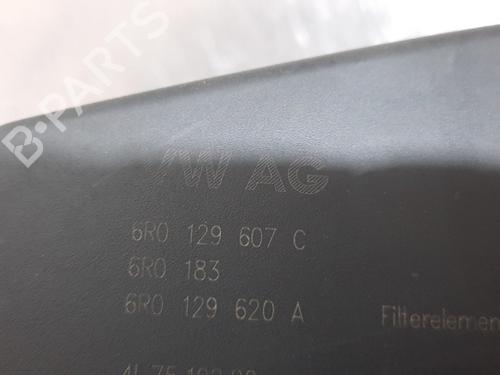 B-PARTS
VW AG
6R0 129 607 C
6R0 183
6R0 129 620 A
Filterelemen